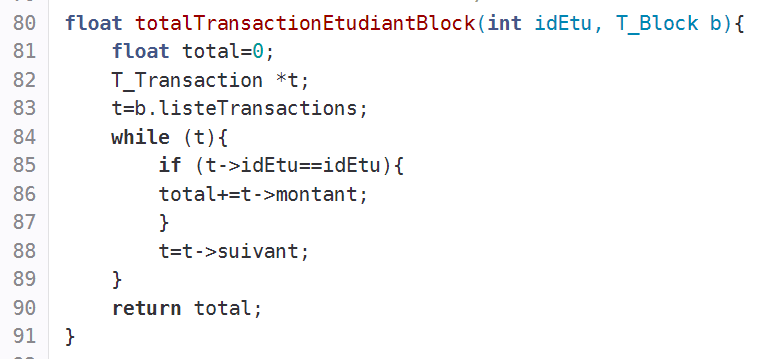 80 float totalTransactionEtudiantBlock(int idEtu, T_Block b){
81     float total=0;
82     T_Transaction *t;
83     t=b.listeTransactions;
84     while (t){
85         if (t->idEtu==idEtu){
86         total+=t->montant;
87         }
88         t=t->suivant;
89     }
90     return total;
91 }